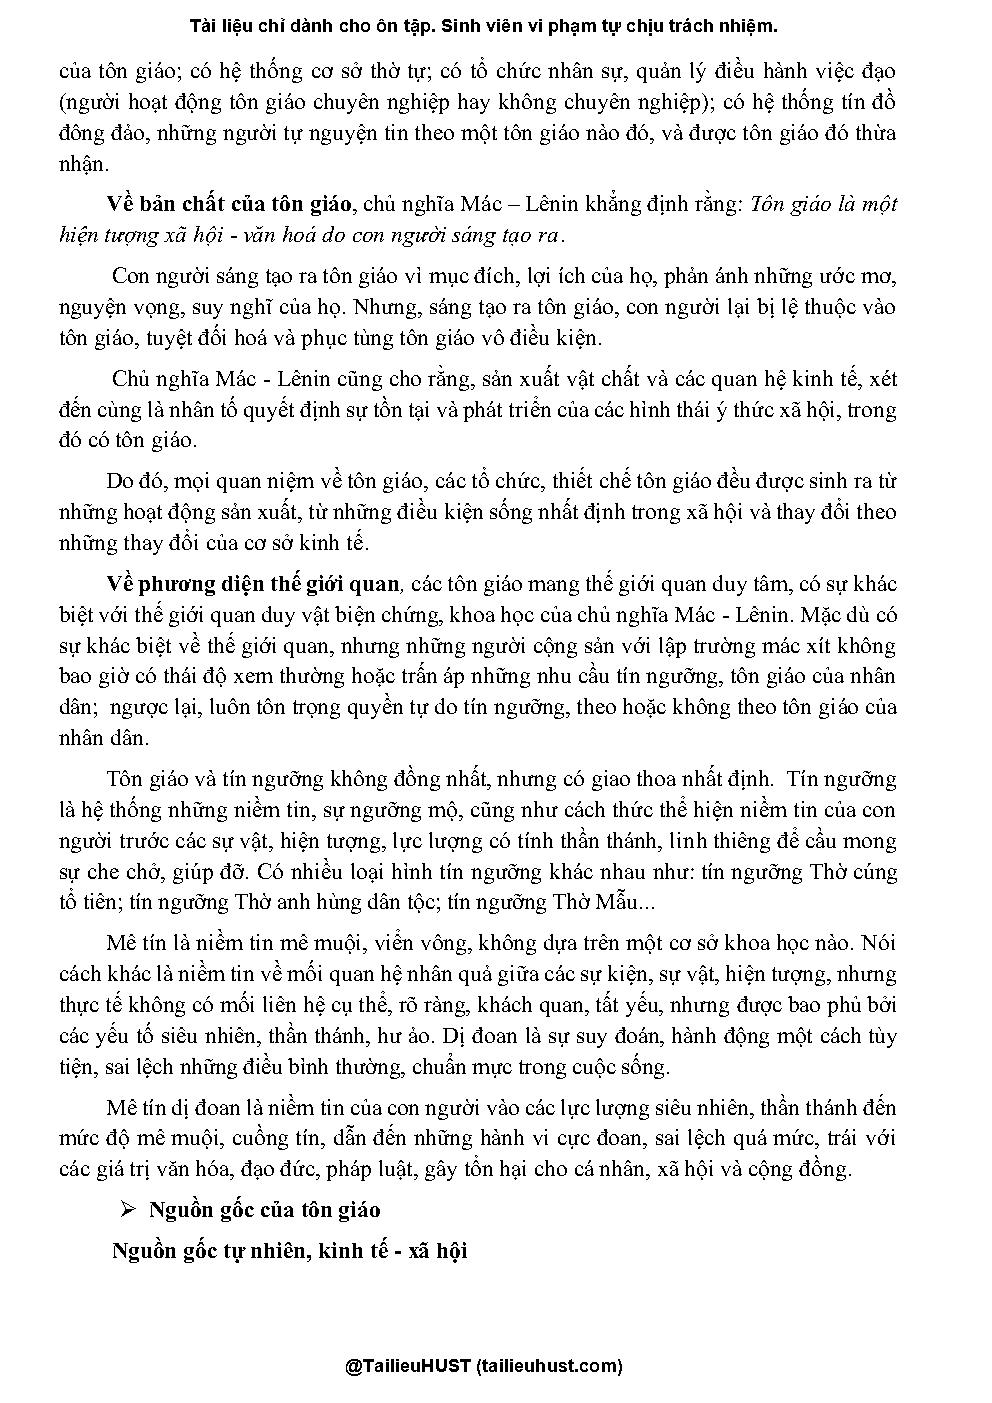 Tài liệu chỉ dành cho ôn tập. Sinh viên vi phạm tự chịu trách nhiệm.
của tôn giáo; có hệ thống cơ sở thờ tự; có tổ chức nhân sự, quản lý điều hành việc đạo
(người hoạt động tôn giáo chuyên nghiệp hay không chuyên nghiệp); có hệ thống tín đồ
đông đảo, những người tự nguyện tin theo một tôn giáo nào đó, và được tôn giáo đó thừa
nhận.
Về bản chất của tôn giáo, chủ nghĩa Mác – Lênin khẳng định rằng: Tôn giáo là một
hiện tượng xã hội - văn hoá do con người sáng tạo ra.
Con người sáng tạo ra tôn giáo vì mục đích, lợi ích của họ, phản ánh những ước mơ,
nguyện vọng, suy nghĩ của họ. Nhưng, sáng tạo ra tôn giáo, con người lại bị lệ thuộc vào
tôn giáo, tuyệt đối hoá và phục tùng tôn giáo vô điều kiện.
Chủ nghĩa Mác - Lênin cũng cho rằng, sản xuất vật chất và các quan hệ kinh tế, xét
đến cùng là nhân tố quyết định sự tồn tại và phát triển của các hình thái ý thức xã hội, trong
đó có tôn giáo.
Do đó, mọi quan niệm về tôn giáo, các tổ chức, thiết chế tôn giáo đều được sinh ra từ
những hoạt động sản xuất, từ những điều kiện sống nhất định trong xã hội và thay đổi theo
những thay đổi của cơ sở kinh tế.
Về phương diện thế giới quan, các tôn giáo mang thế giới quan duy tâm, có sự khác
biệt với thế giới quan duy vật biện chứng, khoa học của chủ nghĩa Mác - Lênin. Mặc dù có
sự khác biệt về thế giới quan, nhưng những người cộng sản với lập trường mác xít không
bao giờ có thái độ xem thường hoặc trấn áp những nhu cầu tín ngưỡng, tôn giáo của nhân
dân; ngược lại, luôn tôn trọng quyền tự do tín ngưỡng, theo hoặc không theo tôn giáo của
nhân dân.
Tôn giáo và tín ngưỡng không đồng nhất, nhưng có giao thoa nhất định. Tín ngưỡng
là hệ thống những niềm tin, sự ngưỡng mộ, cũng như cách thức thể hiện niềm tin của con
người trước các sự vật, hiện tượng, lực lượng có tính thần thánh, linh thiêng để cầu mong
sự che chở, giúp đỡ. Có nhiều loại hình tín ngưỡng khác nhau như: tín ngưỡng Thờ cúng
tổ tiên; tín ngưỡng Thờ anh hùng dân tộc; tín ngưỡng Thờ Mẫu...
Mê tín là niềm tin mê muội, viển vông, không dựa trên một cơ sở khoa học nào. Nói
cách khác là niềm tin về mối quan hệ nhân quả giữa các sự kiện, sự vật, hiện tượng, nhưng
thực tế không có mối liên hệ cụ thể, rõ ràng, khách quan, tất yếu, nhưng được bao phủ bởi
các yếu tố siêu nhiên, thần thánh, hư ảo. Dị đoan là sự suy đoán, hành động một cách tùy
tiện, sai lệch những điều bình thường, chuẩn mực trong cuộc sống.
Mê tín dị đoan là niềm tin của con người vào các lực lượng siêu nhiên, thần thánh đến
mức độ mê muội, cuồng tín, dẫn đến những hành vi cực đoan, sai lệch quá mức, trái với
các giá trị văn hóa, đạo đức, pháp luật, gây tổn hại cho cá nhân, xã hội và cộng đồng.
➢ Nguồn gốc của tôn giáo
Nguồn gốc tự nhiên, kinh tế - xã hội
@TailieuHUST (tailieuhust.com)